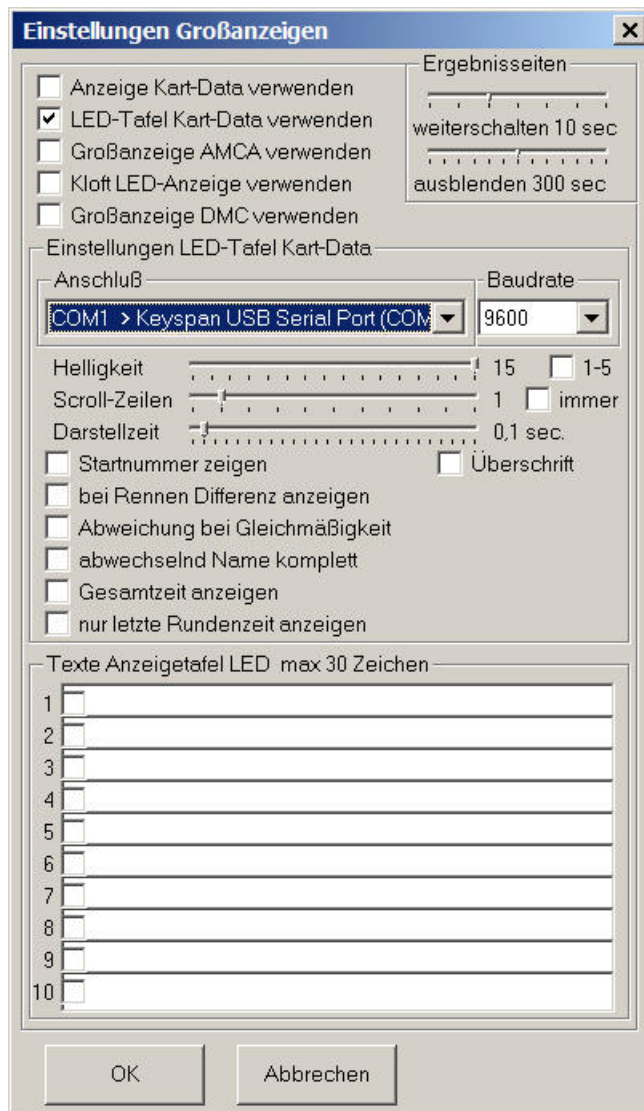 Einstellungen Großanzeigen
Anzeige Kart-Data verwenden
LED-Tafel Kart-Data verwenden
Großanzeige AMCA verwenden
Kloft LED-Anzeige verwenden
Großanzeige DMC verwenden
Ergebnisseiten
weiterschalten 10 sec
ausblenden 300 sec
Einstellungen LED-Tafel Kart-Data
Anschluß
Baudrate
COM1 > Keyspan USB Serial Port (COM
9600
Helligkeit 15 1-5
Scroll-Zeilen 1 immer
Darstellzeit 0,1 sec.
Startnummer zeigen Überschrift
bei Rennen Differenz anzeigen
Abweichung bei Gleichmäßigkeit
abwechselnd Name komplett
Gesamtzeit anzeigen
nur letzte Rundenzeit anzeigen
Texte Anzeigetafel LED max 30 Zeichen
1
2
3
4
5
6
7
8
9
10
OK Abbrechen